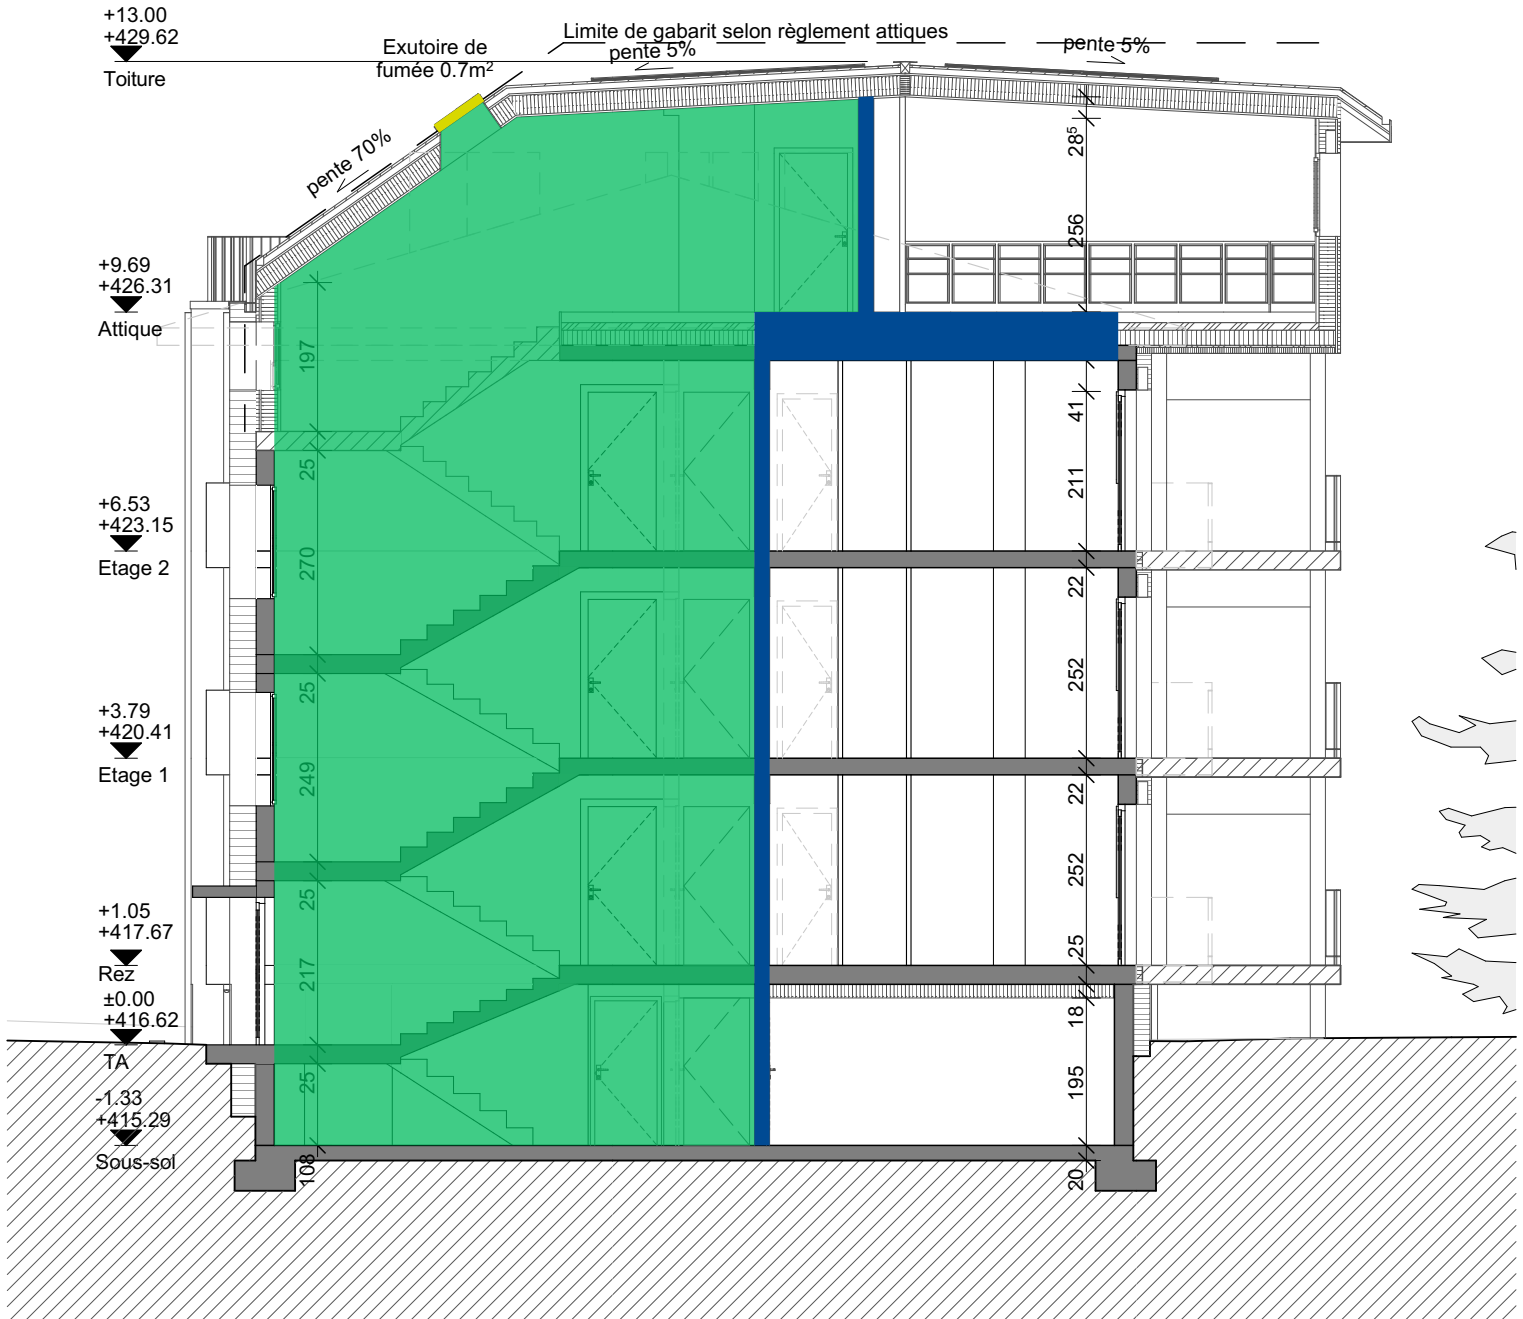 +13.00
+429.62
Toiture
Exutoire de
fumée 0.7m²
Limite de gabarit selon règlement attiques
pente 5%
pente 5%
pente 70%
28⁵
256
+9.69
+426.31
Attique
197
41
25
211
+6.53
+423.15
Etage 2
270
22
25
252
+3.79
+420.41
Etage 1
249
22
25
252
+1.05
+417.67
Rez
217
25
±0.00
+416.62
TA
18
25
195
-1.33
+415.29
Sous-sol
108
20